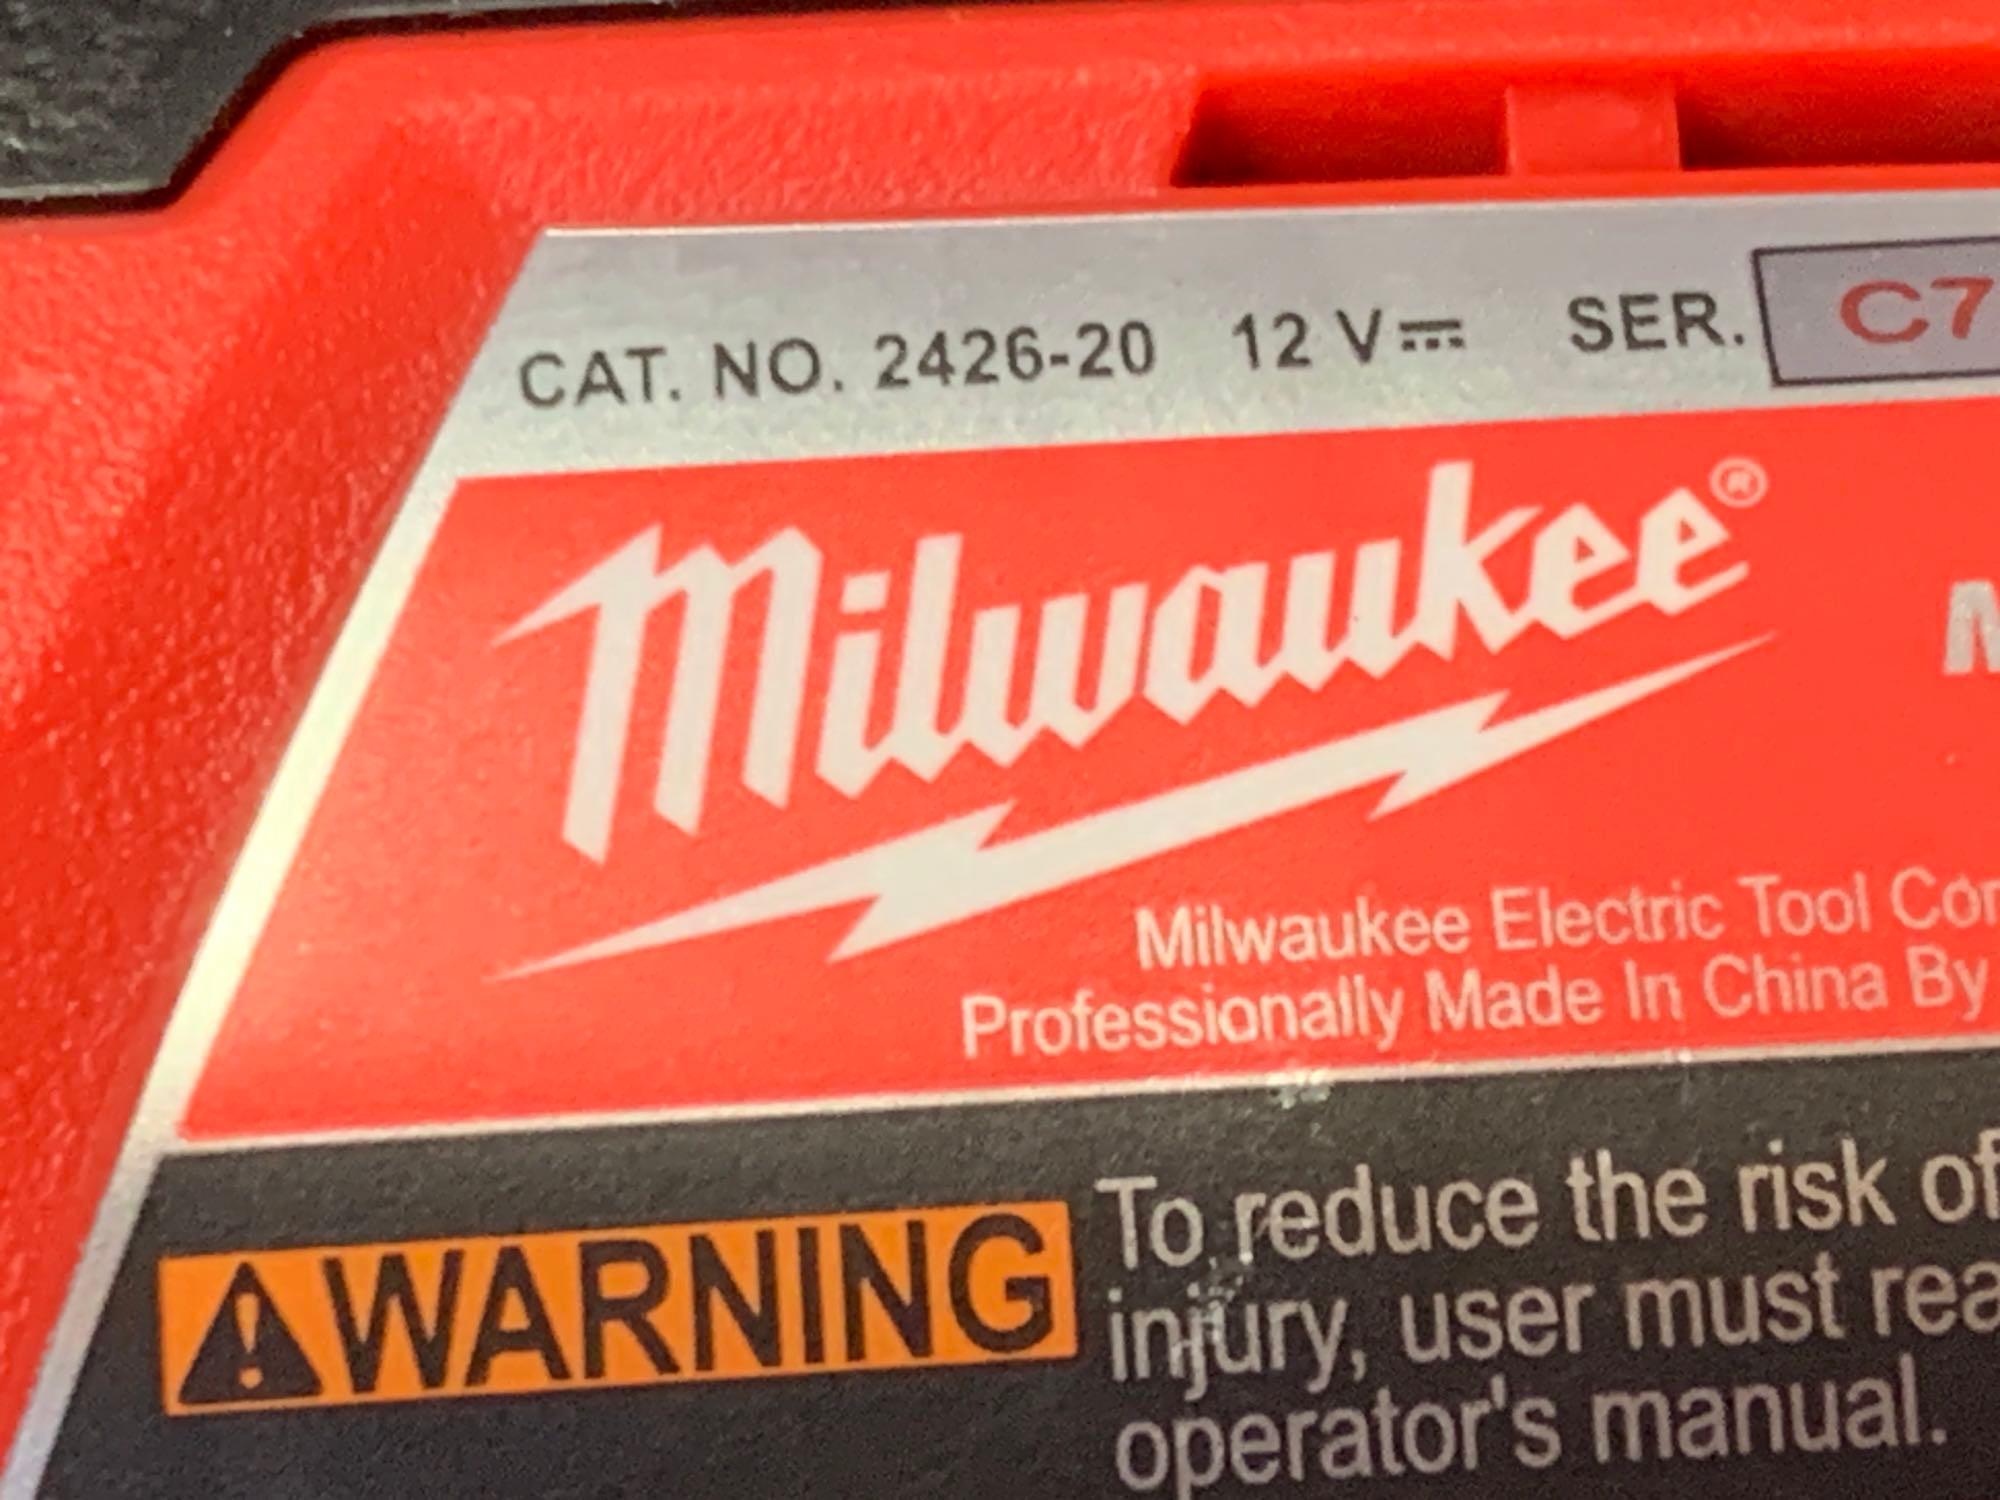 CAT. NO. 2426-20 12 V⎓ SER. C7
Milwaukee®
Milwaukee Electric Tool
Professionally Made In China By
⚠WARNING
To reduce the risk of
injury, user must
operator's manual.